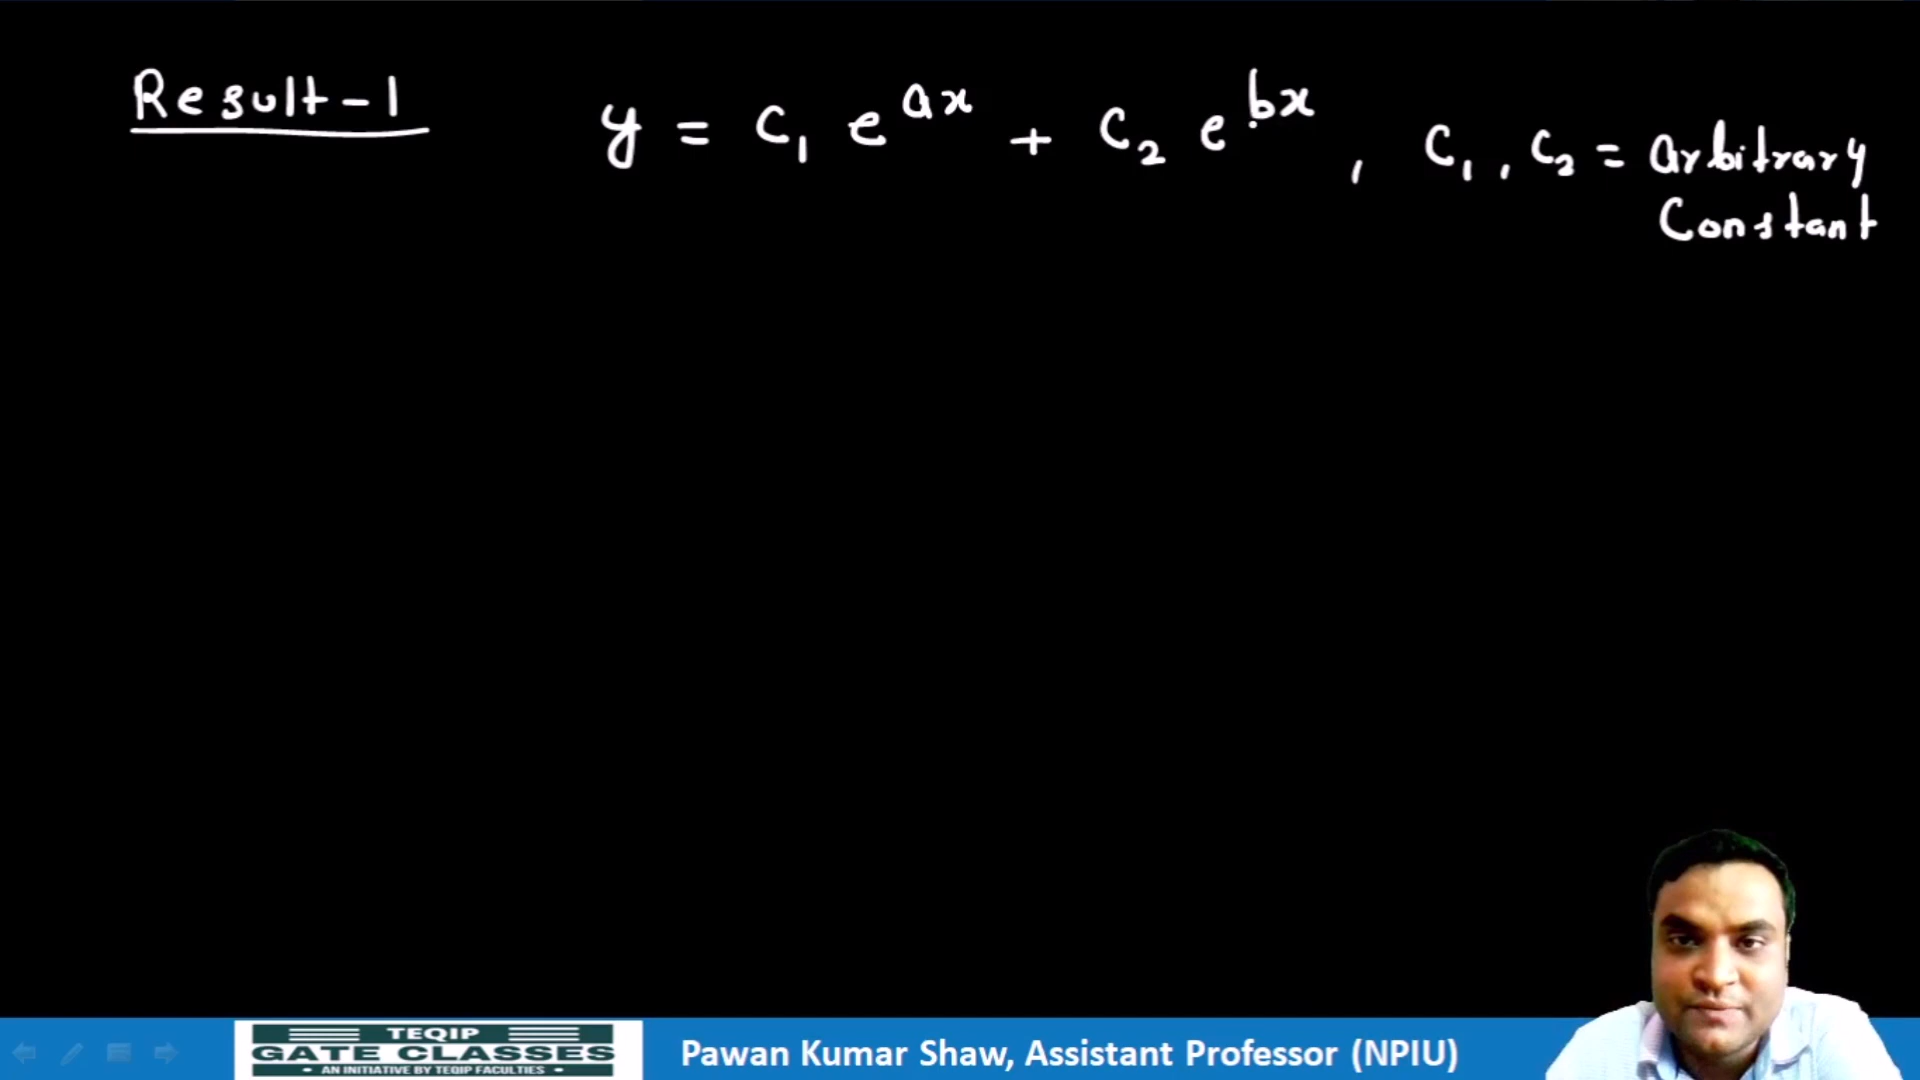 Result-1
y = c₁ e^ax + c₂ e^bx , c₁, c₂ = arbitrary
Constant
TEQIP
GATE CLASSES
• AN INITIATIVE BY TEQIP FACULTIES •
Pawan Kumar Shaw, Assistant Professor (NPIU)